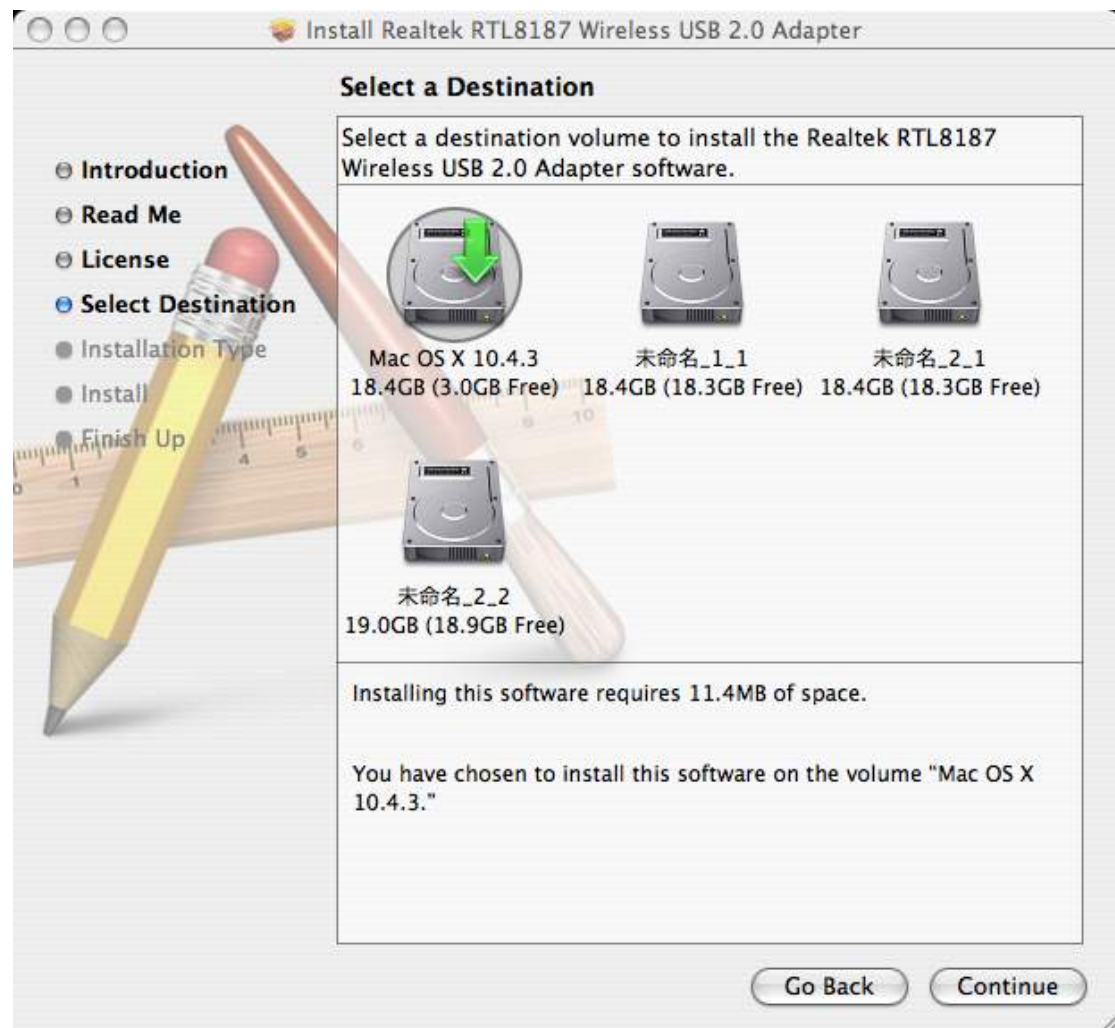 Install Realtek RTL8187 Wireless USB 2.0 Adapter
Select a Destination
Introduction
Read Me
License
Select Destination
Installation Type
Install
Finish Up
Select a destination volume to install the Realtek RTL8187
Wireless USB 2.0 Adapter software.
Mac OS X 10.4.3
18.4GB (3.0GB Free)
未命名_1_1
18.4GB (18.3GB Free)
未命名_2_1
18.4GB (18.3GB Free)
未命名_2_2
19.0GB (18.9GB Free)
Installing this software requires 11.4MB of space.
You have chosen to install this software on the volume "Mac OS X
10.4.3."
Go Back
Continue